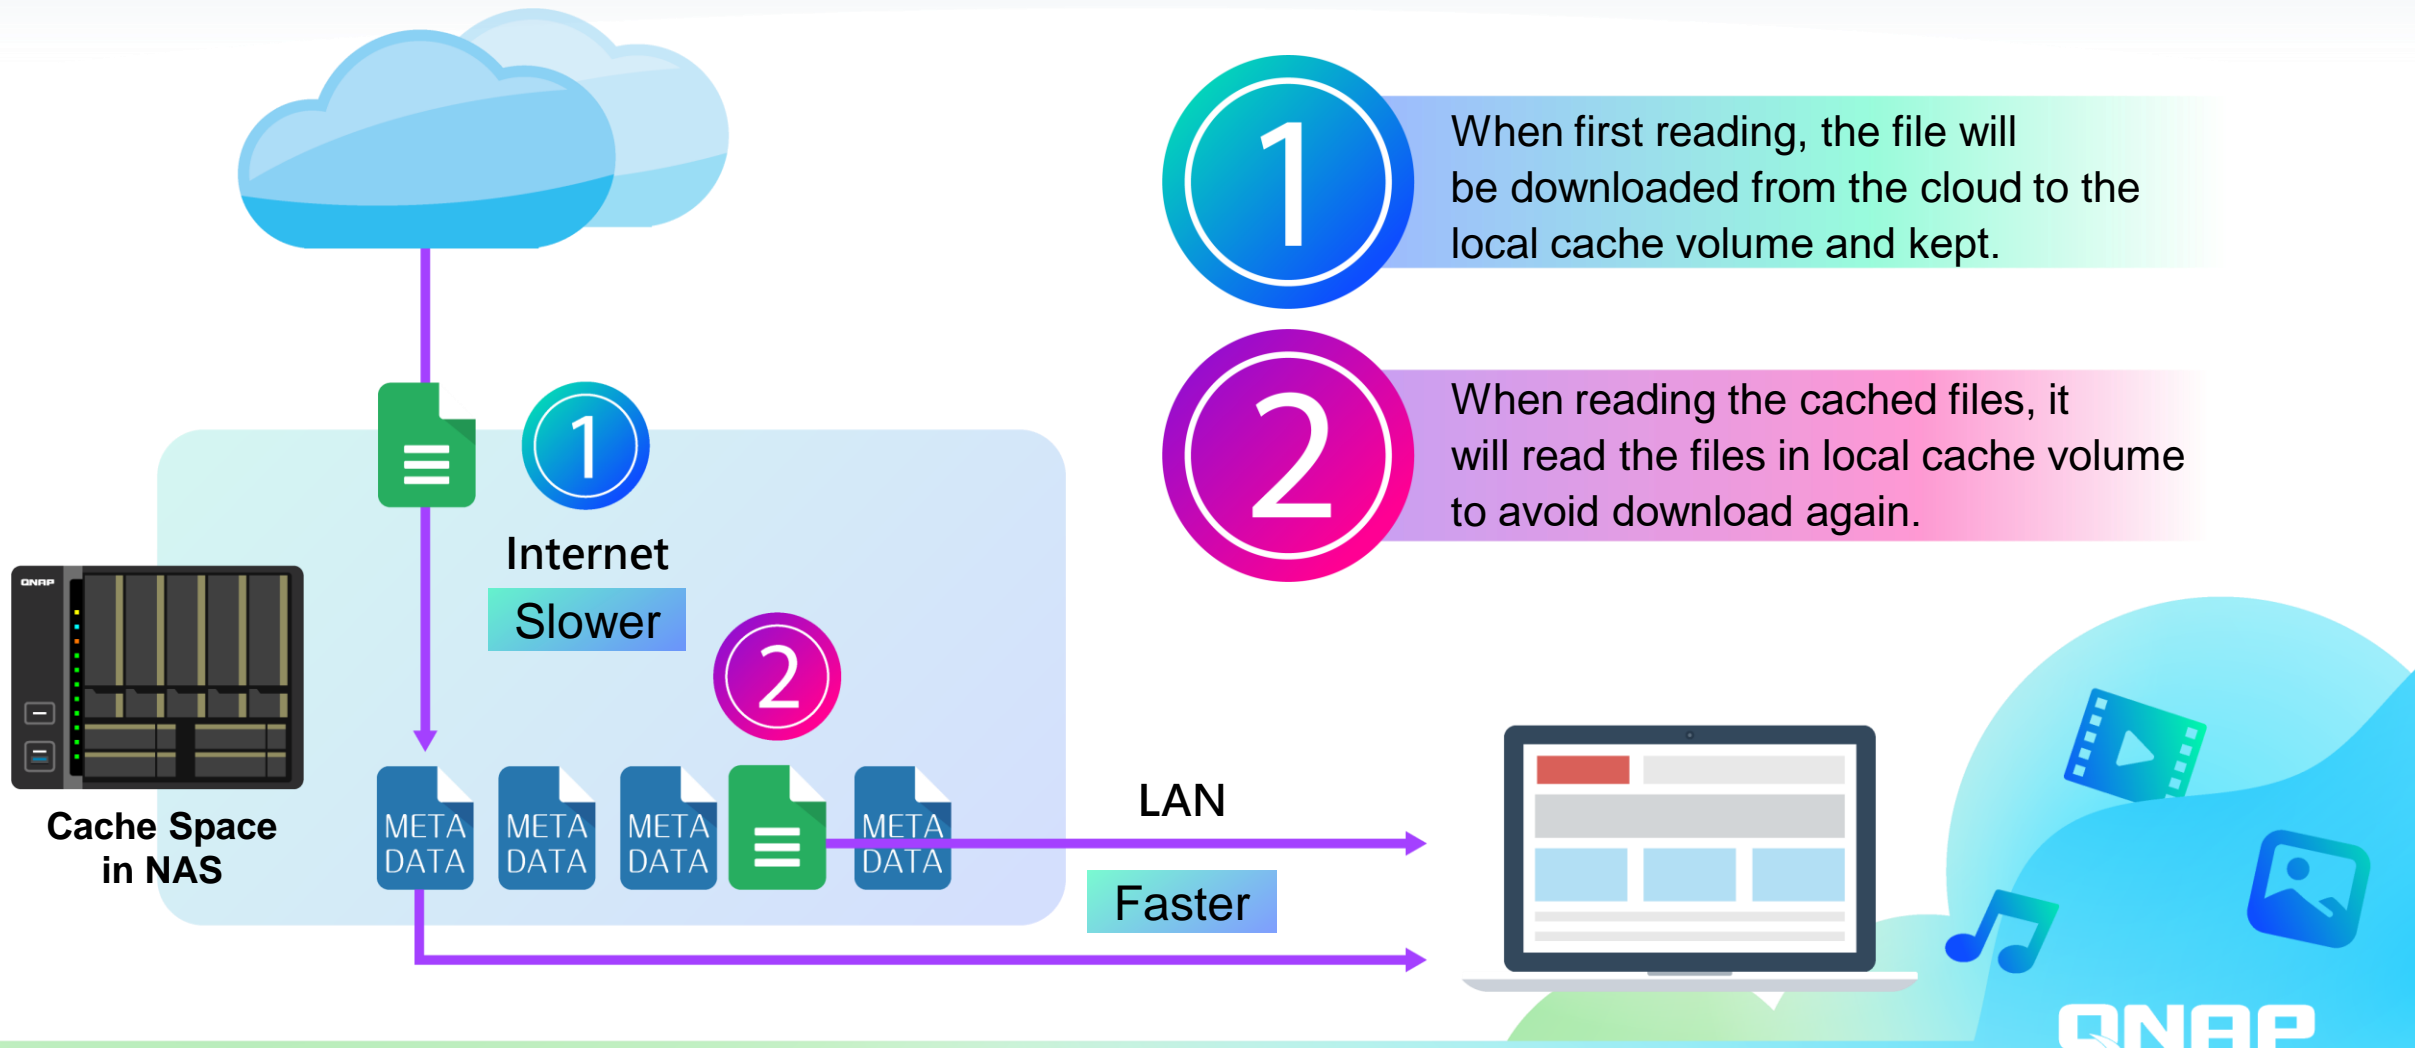 1
When first reading, the file will
be downloaded from the cloud to the
local cache volume and kept.
2
When reading the cached files, it
will read the files in local cache volume
to avoid download again.
1
Internet
Slower
2
QNAP
Cache Space
in NAS
META
DATA
META
DATA
META
DATA
META
DATA
LAN
Faster
QNAP